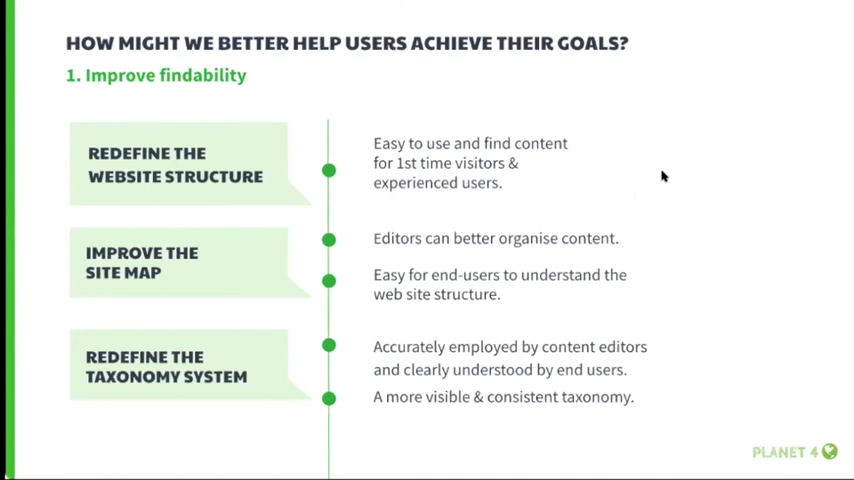 HOW MIGHT WE BETTER HELP USERS ACHIEVE THEIR GOALS?
1. Improve findability
REDEFINE THE
WEBSITE STRUCTURE
Easy to use and find content
for 1st time visitors &
experienced users.
IMPROVE THE
SITE MAP
Editors can better organise content.
Easy for end-users to understand the
web site structure.
REDEFINE THE
TAXONOMY SYSTEM
Accurately employed by content editors
and clearly understood by end users.
A more visible & consistent taxonomy.
PLANET 4